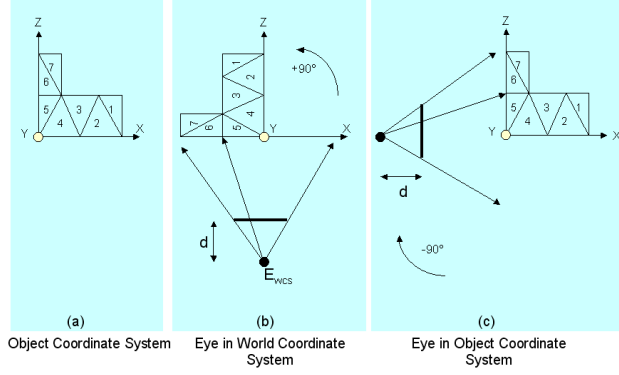 Z
7
6
5
3
1
4
2
Y
X
(a)
Object Coordinate System
Z
+90°
1
2
3
4
7
6
5
Y
X
d
EWCS
(b)
Eye in World Coordinate
System
Z
7
6
5
3
1
4
2
Y
X
d
-90°
(c)
Eye in Object Coordinate
System